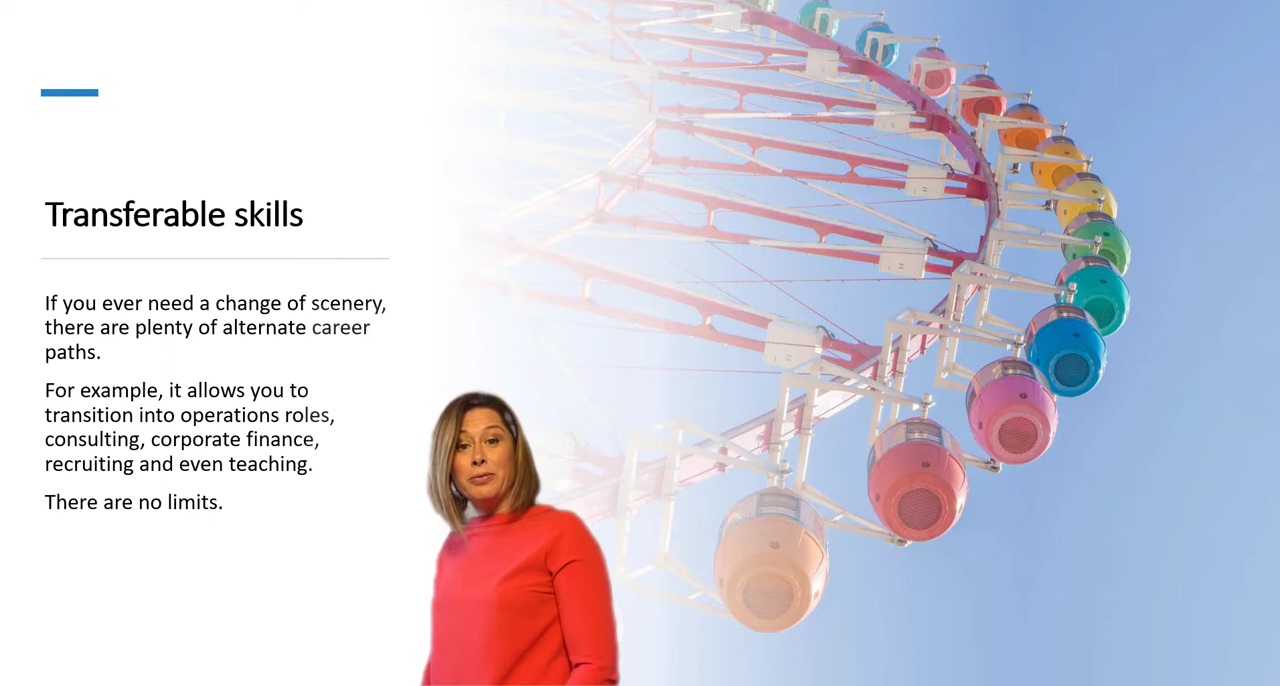 Transferable skills
If you ever need a change of scenery,
there are plenty of alternate career
paths.
For example, it allows you to
transition into operations roles,
consulting, corporate finance,
recruiting and even teaching.
There are no limits.